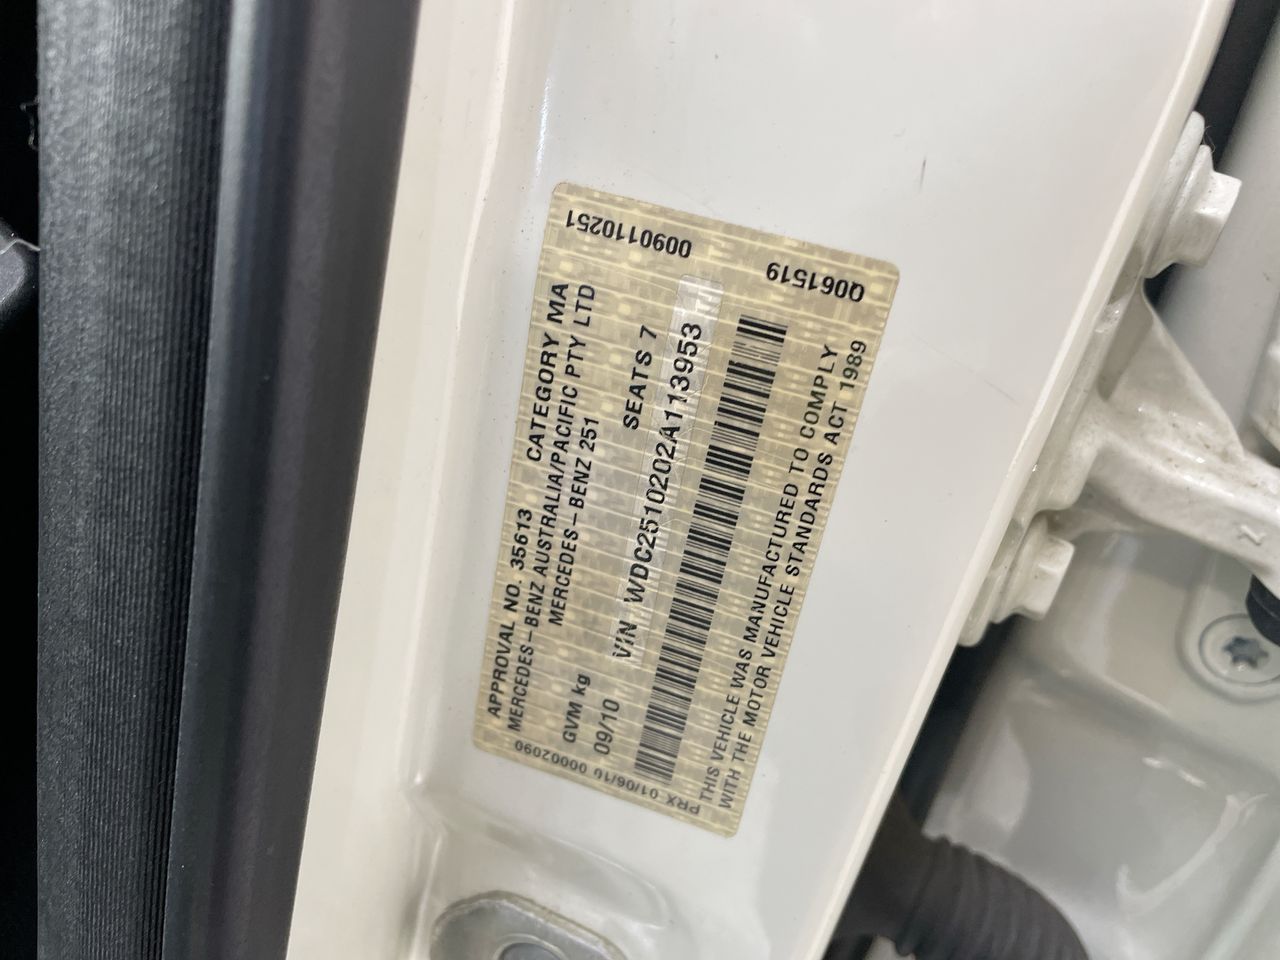 APPROVAL NO. 35613 CATEGORY MA
MERCEDES-BENZ AUSTRALIA/PACIFIC PTY LTD
MERCEDES-BENZ 251
GVM kg SEATS 7
09/10
VIN WDC2510202A113953
THIS VEHICLE WAS MANUFACTURED TO COMPLY
WITH THE MOTOR VEHICLE STANDARDS ACT 1989
0090110251
Q061519
PRX 01/06/10 00002090